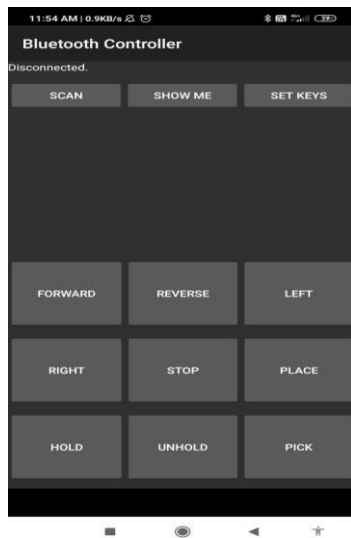 11:54 AM | 0.9KB/s
Bluetooth Controller
Disconnected.
SCAN SHOW ME SET KEYS
FORWARD REVERSE LEFT
RIGHT STOP PLACE
HOLD UNHOLD PICK